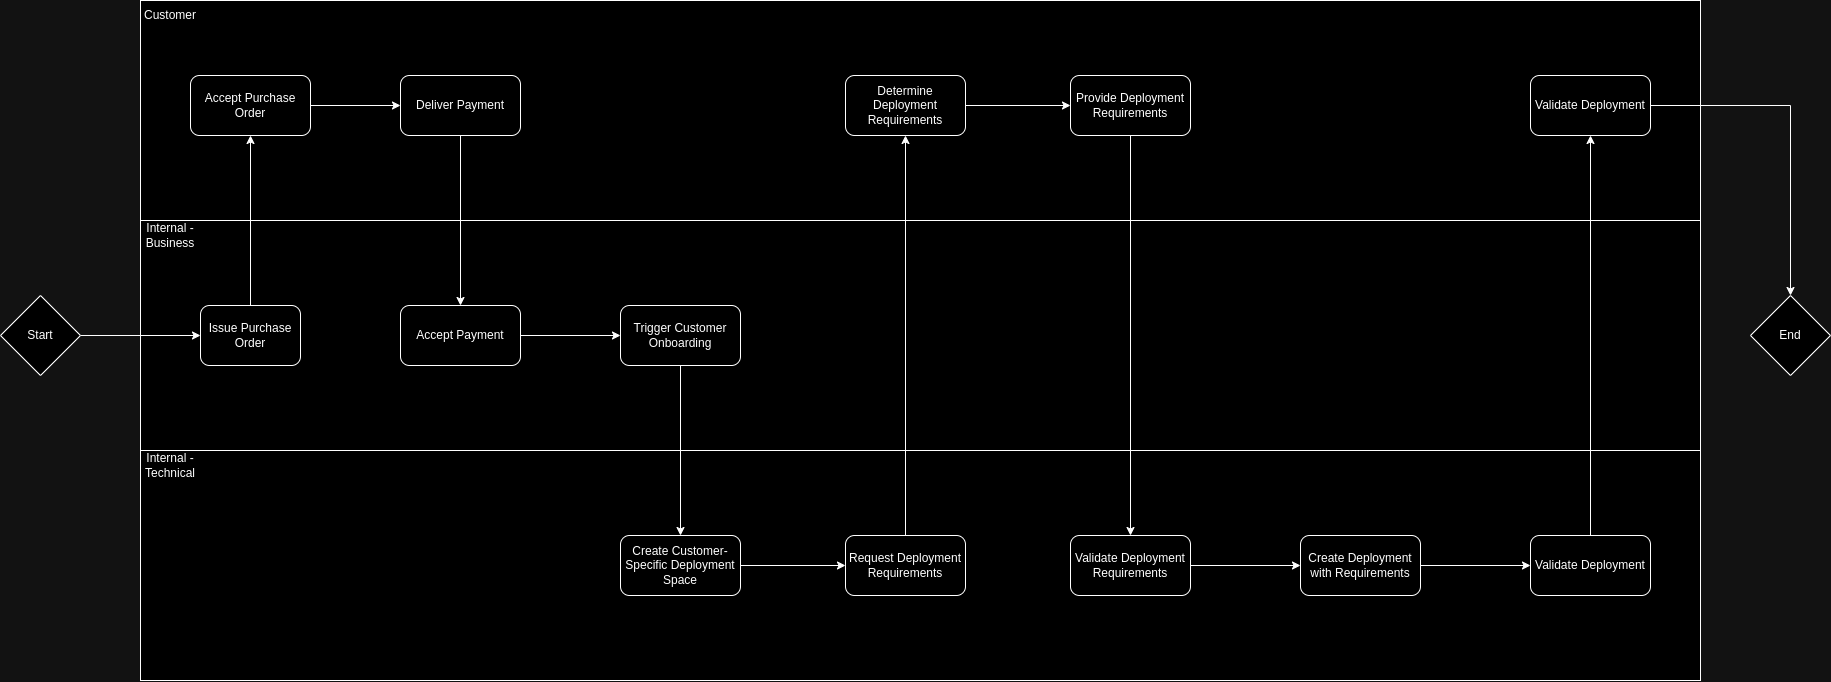 Customer
Accept Purchase
Order
Deliver Payment
Determine
Deployment
Requirements
Provide Deployment
Requirements
Validate Deployment
Internal -
Business
Start
Issue Purchase
Order
Accept Payment
Trigger Customer
Onboarding
End
Internal -
Technical
Create Customer-
Specific Deployment
Space
Request Deployment
Requirements
Validate Deployment
Requirements
Create Deployment
with Requirements
Validate Deployment